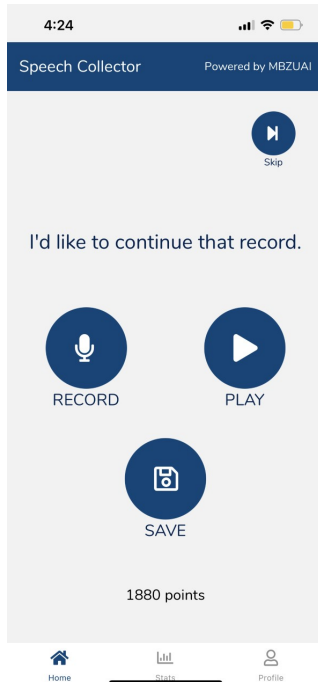 4:24
Speech Collector Powered by MBZUAI
Skip
I'd like to continue that record.
RECORD PLAY
SAVE
1880 points
Home Stats Profile